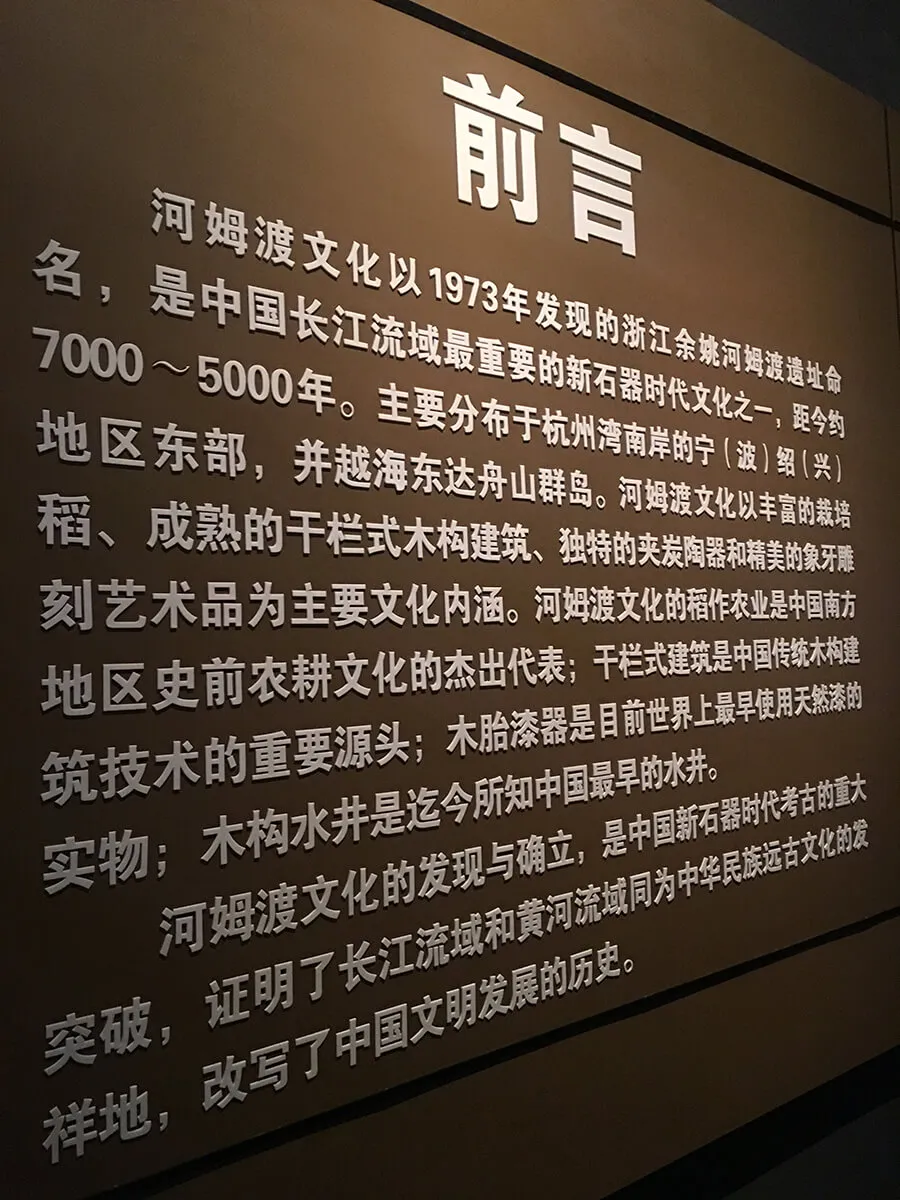 前言
河姆渡文化以1973年发现的浙江余姚河姆渡遗址命
名，是中国长江流域最重要的新石器时代文化之一，距今约
7000～5000年。主要分布于杭州湾南岸的宁（波）绍（兴）
地区东部，并越海东达舟山群岛。河姆渡文化以丰富的栽培
稻、成熟的干栏式木构建筑、独特的夹炭陶器和精美的象牙雕
刻艺术品为主要文化内涵。河姆渡文化的稻作农业是中国南方
地区史前农耕文化的杰出代表；干栏式建筑是中国传统木构建
筑技术的重要源头；木胎漆器是目前世界上最早使用天然漆的
实物；木构水井是迄今所知中国最早的水井。
河姆渡文化的发现与确立，是中国新石器时代考古的重大
突破，证明了长江流域和黄河流域同为中华民族远古文化的发
祥地，改写了中国文明发展的历史。